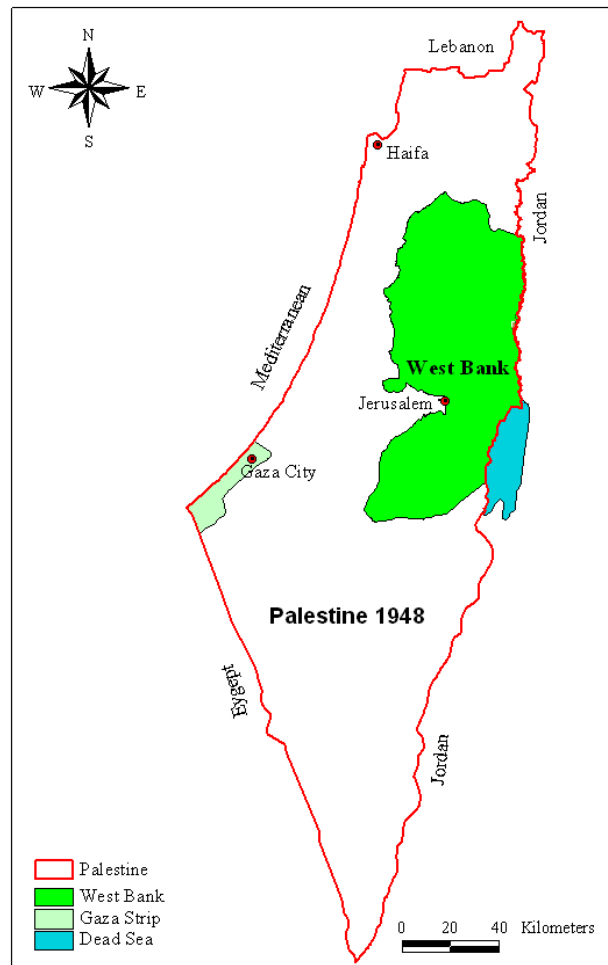 N
W E
S
Lebanon
Haifa
Jordan
Mediterranean
West Bank
Jerusalem
Gaza City
Palestine 1948
Eygept
Jordan
Palestine
West Bank
Gaza Strip
Dead Sea
0 20 40 Kilometers